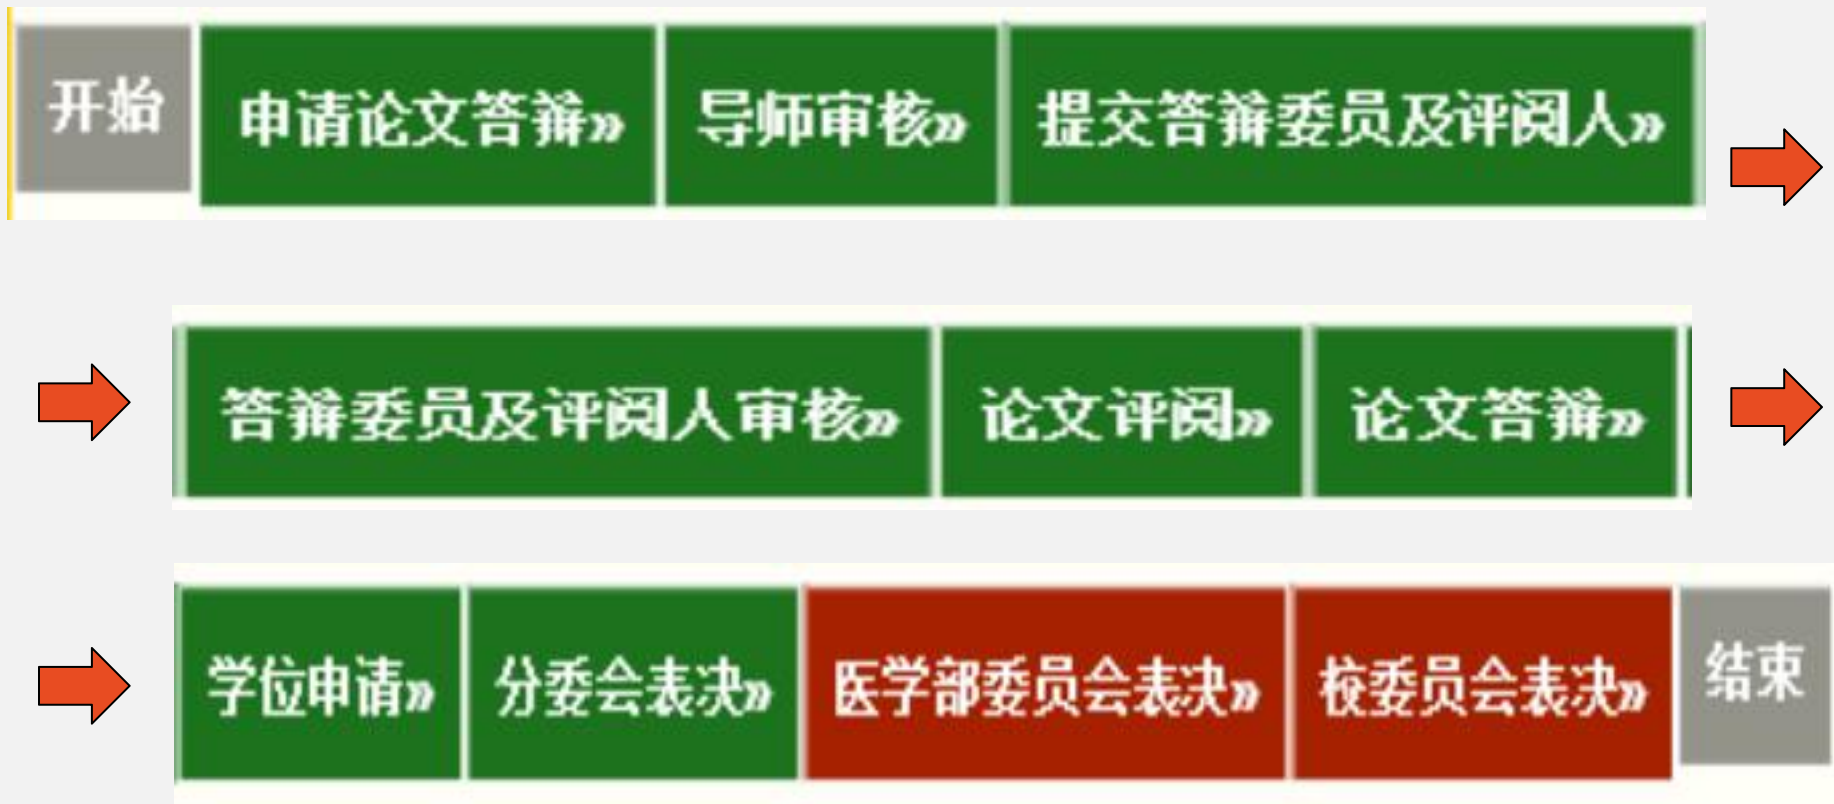 开始 申请论文答辩» 导师审核» 提交答辩委员及评阅人»
答辩委员及评阅人审核» 论文评阅» 论文答辩»
学位申请» 分委会表决» 医学部委员会表决» 校委员会表决» 结束